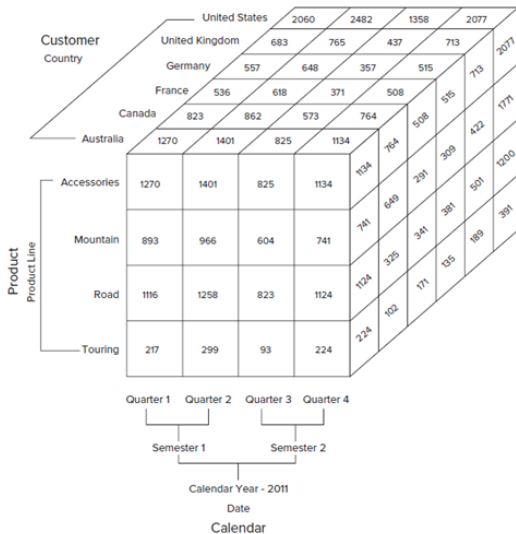 United States 2060 2482 1358 2077
Customer
United Kingdom 683 765 437 713
Country
Germany 557 648 357 515
France 536 618 371 508
Canada 823 862 573 764
Australia 1270 1401 825 1134
Accessories 1270 1401 825 1134
1134 764 508 515 713 2077
Mountain 893 966 604 741
741 649 291 309 422 1771
Road 1116 1258 823 1124
1124 325 341 381 501 1200
Touring 217 299 93 224
224 102 171 135 189 391
Product
Product Line
Quarter 1 Quarter 2 Quarter 3 Quarter 4
Semester 1 Semester 2
Calendar Year - 2011
Date
Calendar